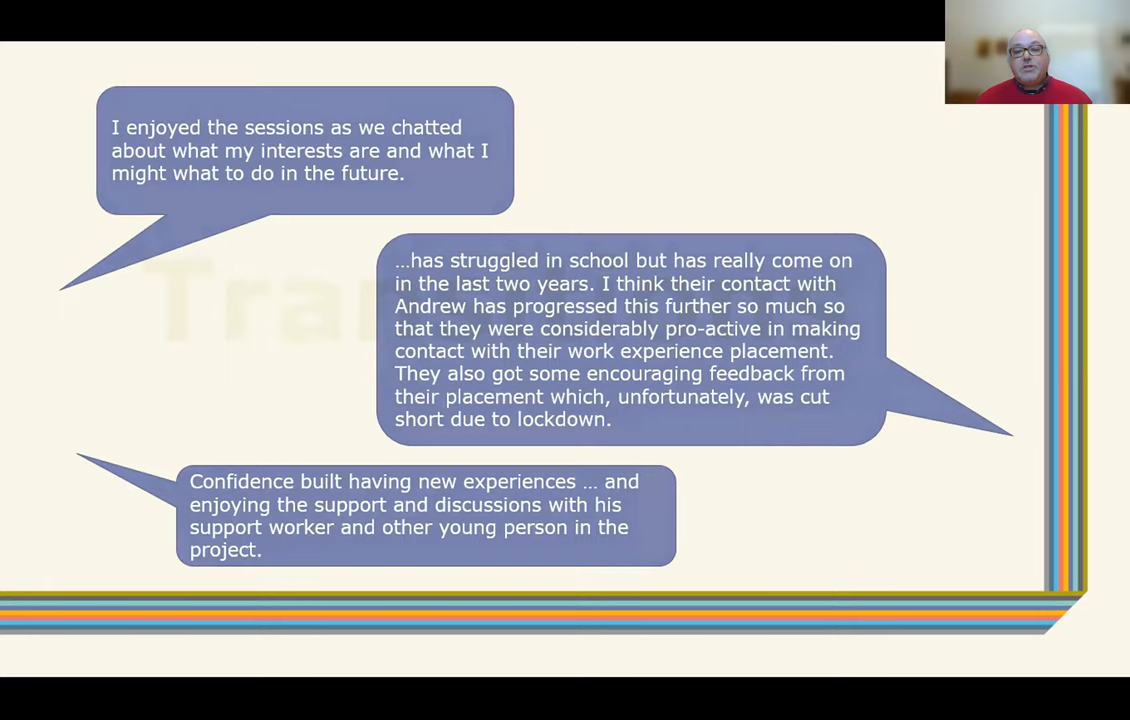 I enjoyed the sessions as we chatted
about what my interests are and what I
might what to do in the future.
…has struggled in school but has really come on
in the last two years. I think their contact with
Andrew has progressed this further so much so
that they were considerably pro-active in making
contact with their work experience placement.
They also got some encouraging feedback from
their placement which, unfortunately, was cut
short due to lockdown.
Confidence built having new experiences … and
enjoying the support and discussions with his
support worker and other young person in the
project.